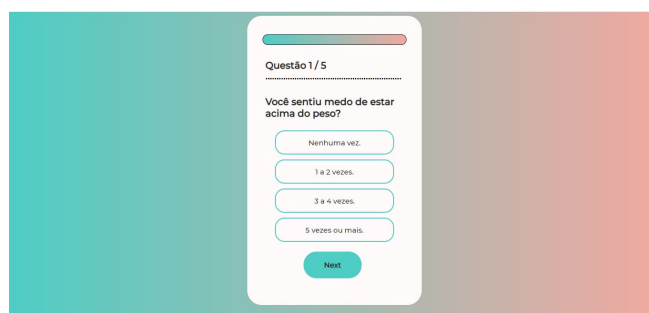 Questão 1 / 5
Você sentiu medo de estar
acima do peso?
Nenhuma vez.
1 a 2 vezes.
3 a 4 vezes.
5 vezes ou mais.
Next